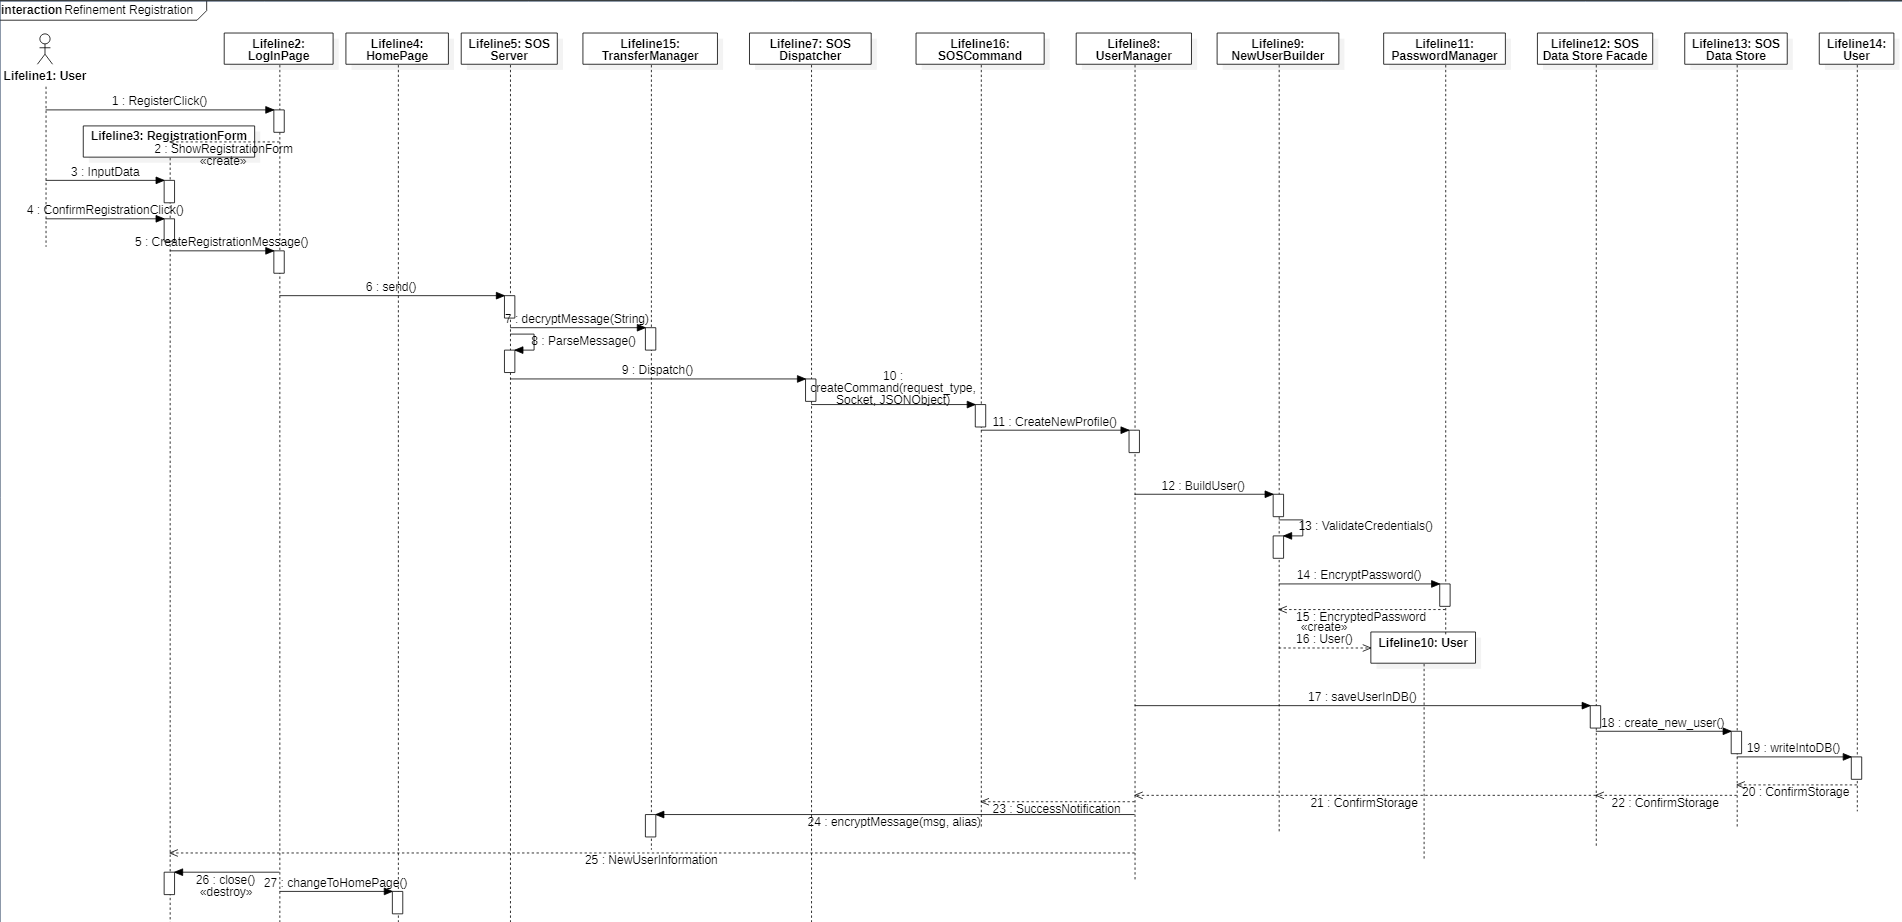 interaction Refinement Registration
Lifeline1: User
Lifeline2:
LogInPage
Lifeline4:
HomePage
Lifeline5: SOS
Server
Lifeline15:
TransferManager
Lifeline7: SOS
Dispatcher
Lifeline16:
SOSCommand
Lifeline8:
UserManager
Lifeline9:
NewUserBuilder
Lifeline11:
PasswordManager
Lifeline12: SOS
Data Store Facade
Lifeline13: SOS
Data Store
Lifeline14:
User
1 : RegisterClick()
Lifeline3: RegistrationForm
2 : ShowRegistrationForm
«create»
3 : InputData
4 : ConfirmRegistrationClick()
5 : CreateRegistrationMessage()
6 : send()
7 : decryptMessage(String)
8 : ParseMessage()
9 : Dispatch()
10 :
createCommand(request_type,
Socket, JSONObject)
11 : CreateNewProfile()
12 : BuildUser()
13 : ValidateCredentials()
14 : EncryptPassword()
15 : EncryptedPassword
«create»
16 : User()
Lifeline10: User
17 : saveUserInDB()
18 : create_new_user()
19 : writeIntoDB()
20 : ConfirmStorage
21 : ConfirmStorage
22 : ConfirmStorage
23 : SuccessNotification
24 : encryptMessage(msg, alias)
25 : NewUserInformation
26 : close()
«destroy»
27 : changeToHomePage()